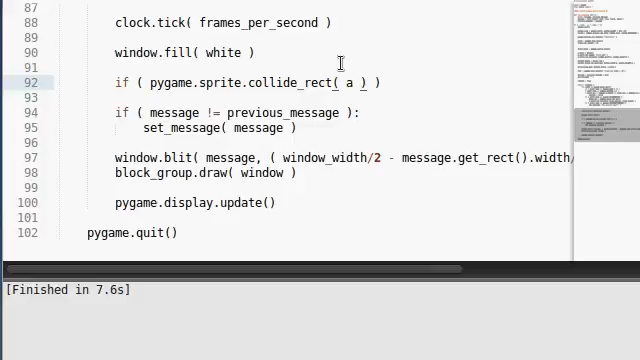 87
88 clock.tick( frames_per_second )
89
90 window.fill( white )
91
92 if ( pygame.sprite.collide_rect( a ) )
93
94 if ( message != previous_message ):
95 set_message( message )
96
97 window.blit( message, ( window_width/2 - message.get_rect().width/
98 block_group.draw( window )
99
100 pygame.display.update()
101
102 pygame.quit()
[Finished in 7.6s]